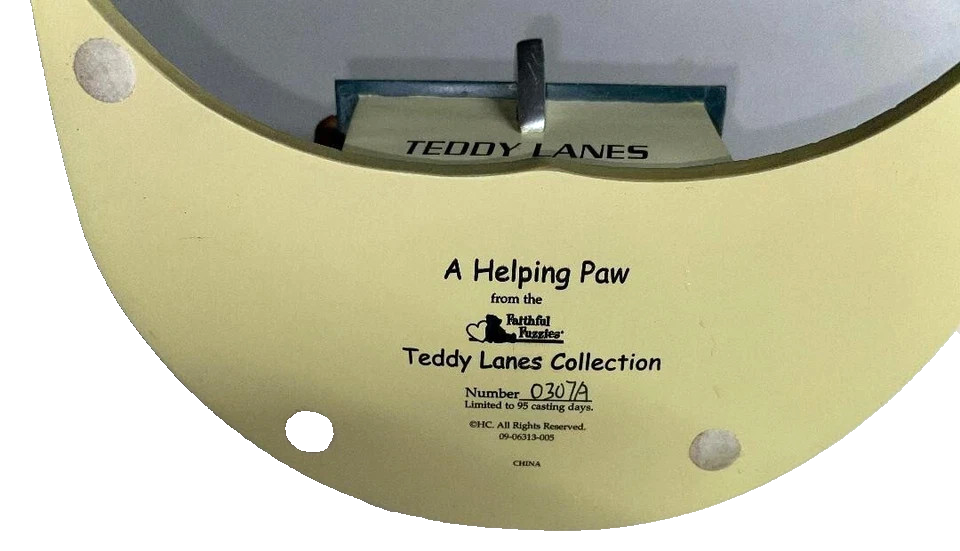 TEDDY LANES
A Helping Paw
from the
Faithful
Fuzzies
Teddy Lanes Collection
Number 0307A
Limited to 95 casting days.
©HC. All Rights Reserved.
09-06313-005
CHINA